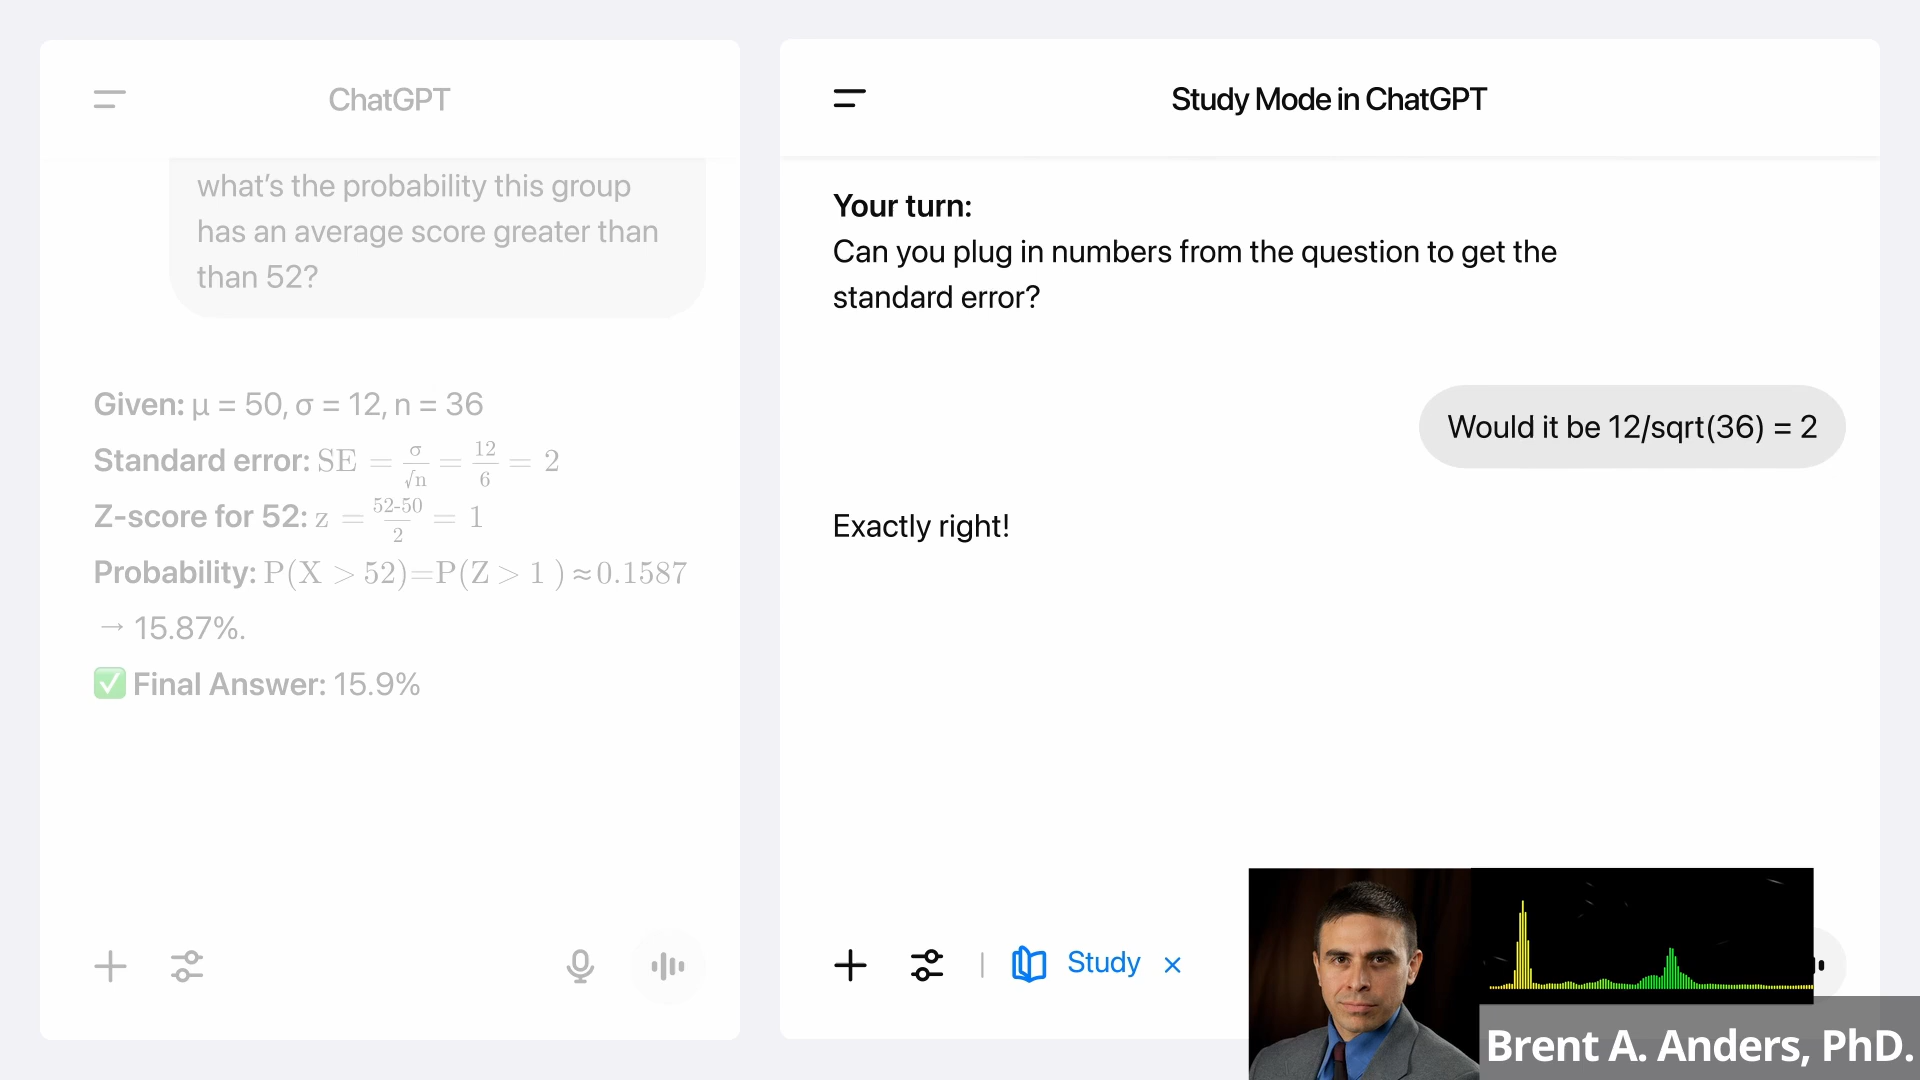 ChatGPT
what's the probability this group
has an average score greater than
than 52?
Given: μ = 50, σ = 12, n = 36
Standard error: SE = σ/√n = 12/6 = 2
Z-score for 52: z = 52-50/2 = 1
Probability: P(X > 52)=P(Z > 1 )≈0.1587
→ 15.87%.
✅ Final Answer: 15.9%
Study Mode in ChatGPT
Your turn:
Can you plug in numbers from the question to get the
standard error?
Would it be 12/sqrt(36) = 2
Exactly right!
Study ×
Brent A. Anders, PhD.